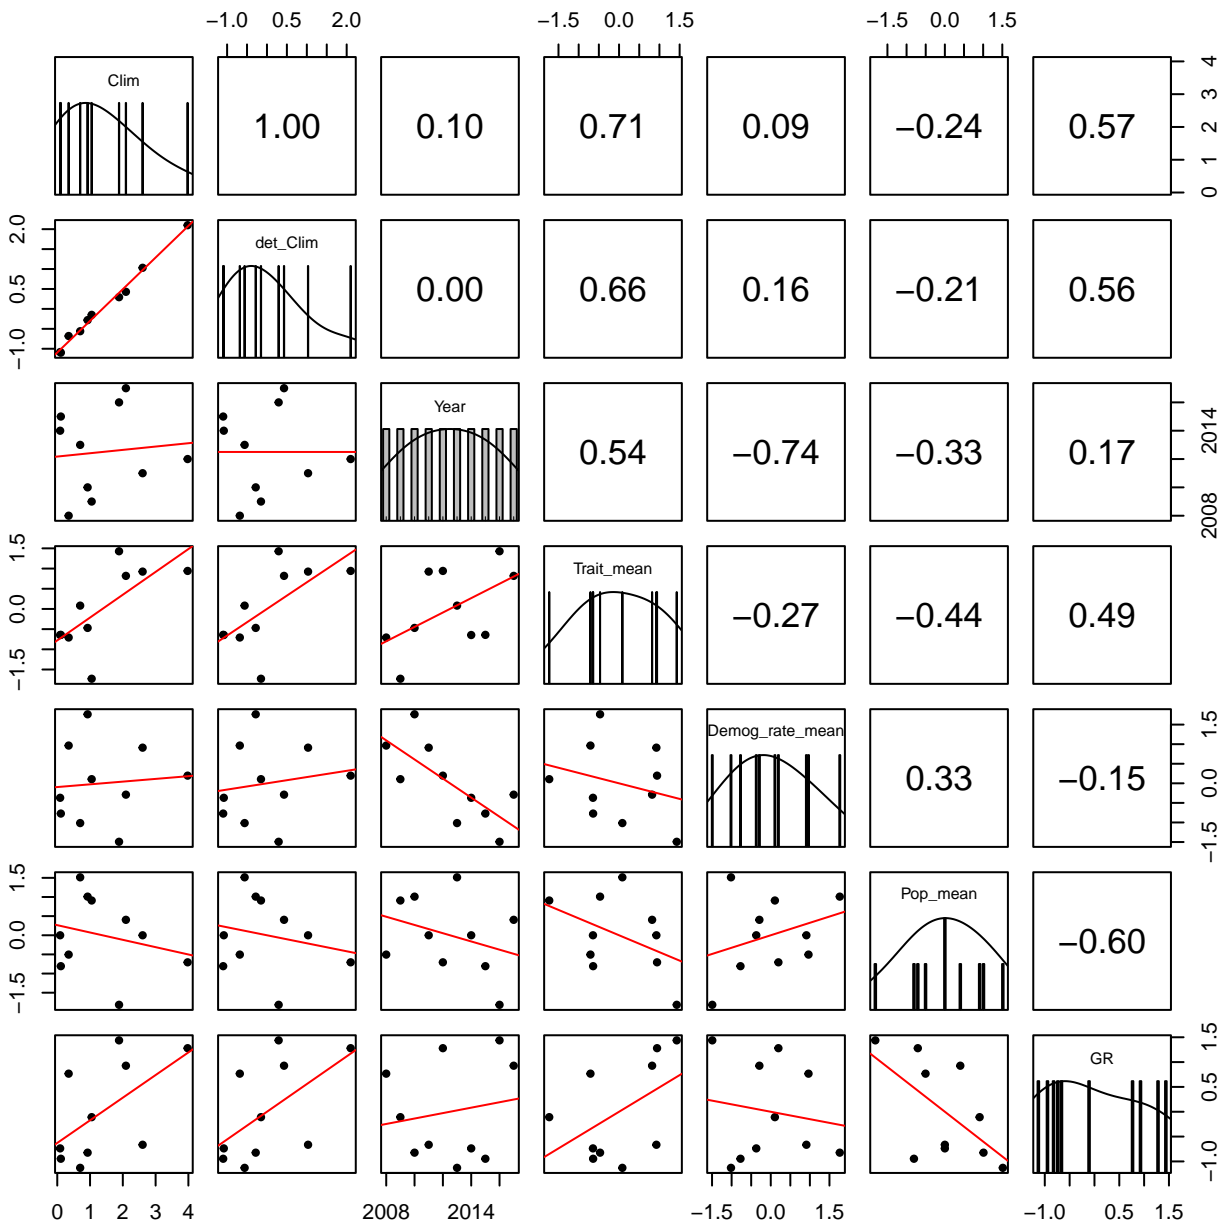 −1.0 0.5 2.0 −1.5 0.0 1.5 −1.5 0.0 1.5
Clim 1.00 0.10 0.71 0.09 −0.24 0.57
0 1 2 3 4
−1.0 0.5 2.0
det_Clim 0.00 0.66 0.16 −0.21 0.56
Year 0.54 −0.74 −0.33 0.17
2008 2014
−1.5 0.0 1.5
Trait_mean −0.27 −0.44 0.49
Demog_rate_mean 0.33 −0.15
−1.5 0.0 1.5
−1.5 0.0 1.5
Pop_mean −0.60
GR
−1.0 0.5 1.5
0 1 2 3 4 2008 2014 −1.5 0.0 1.5 −1.0 0.5 1.5